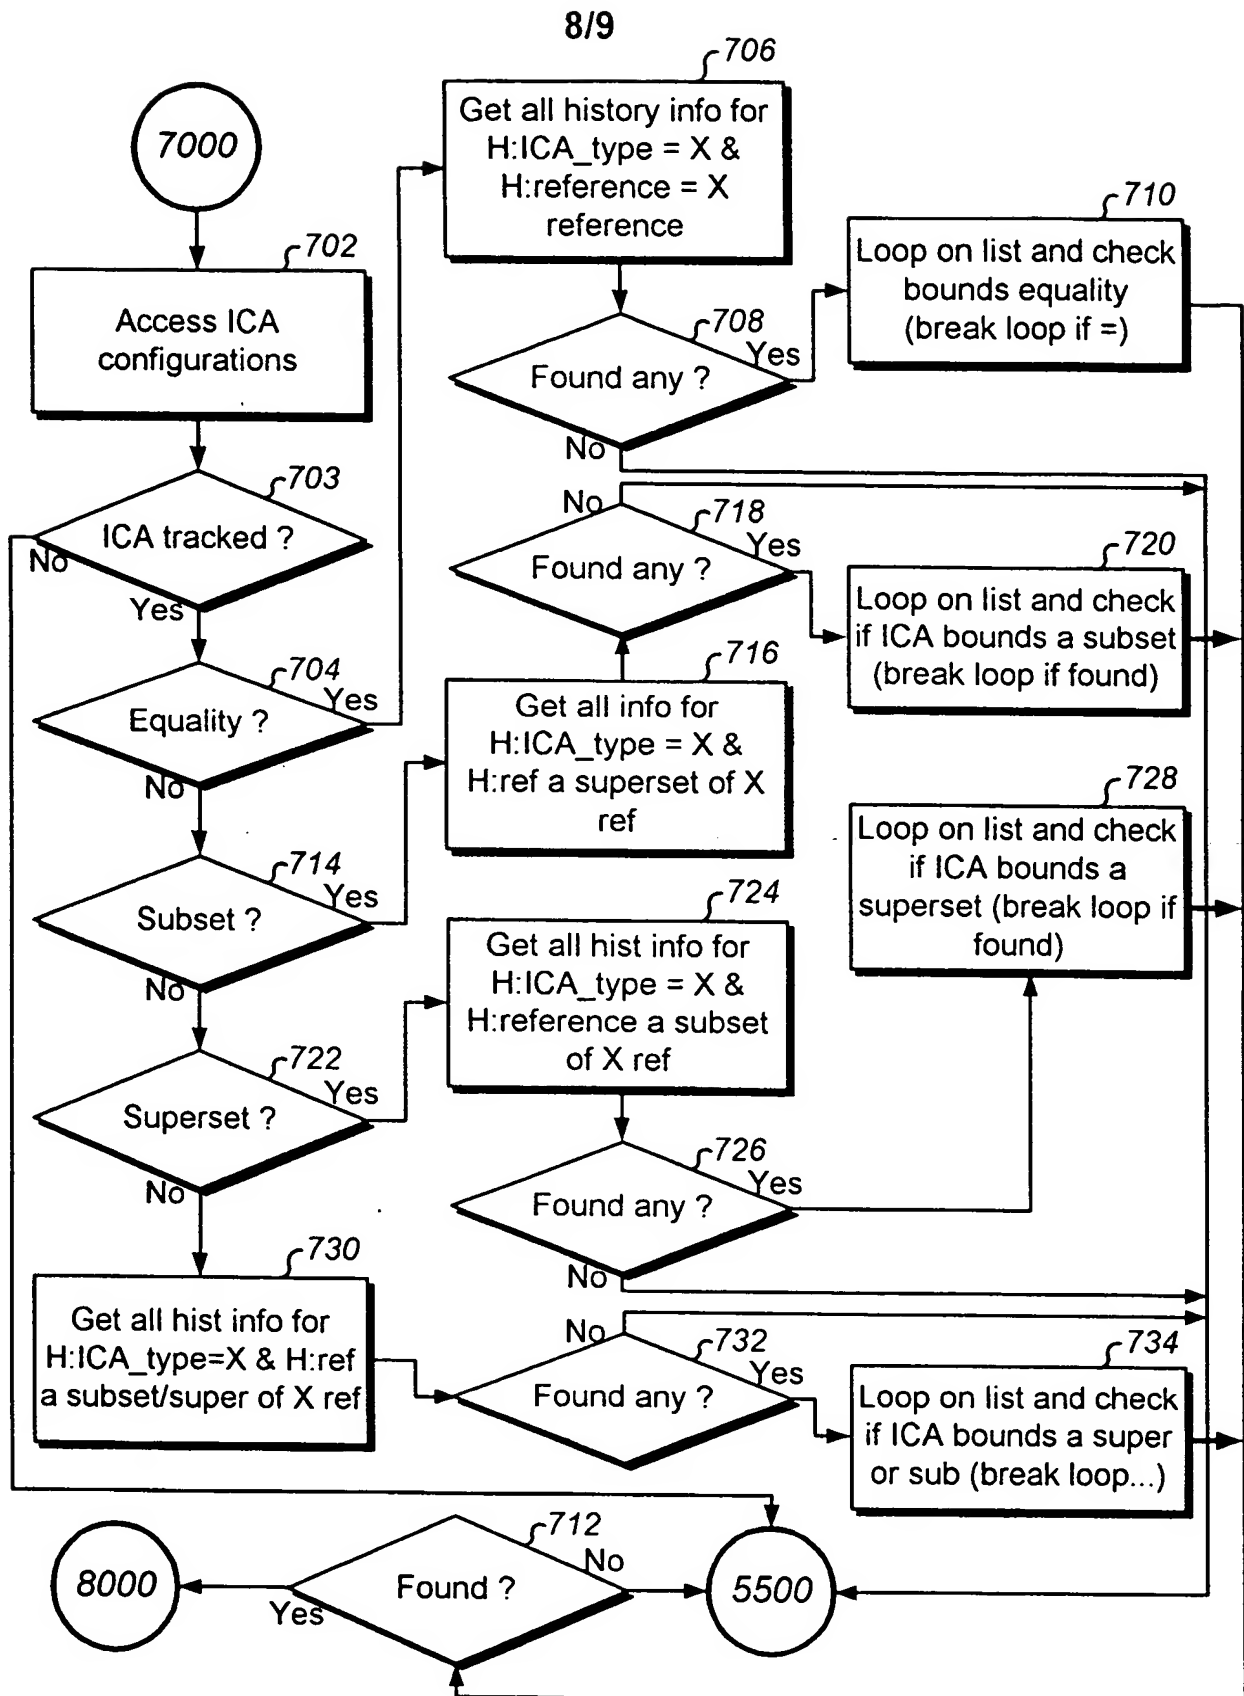 8/9
706
7000
Get all history info for
H:ICA_type = X &
H:reference = X
reference
702
Access ICA
configurations
710
Loop on list and check
bounds equality
(break loop if =)
708
Yes
Found any ?
No
703
ICA tracked ?
No
Yes
No
718
Yes
Found any ?
720
Loop on list and check
if ICA bounds a subset
(break loop if found)
704
Yes
Equality ?
No
716
Get all info for
H:ICA_type = X &
H:ref a superset of X
ref
728
Loop on list and check
if ICA bounds a
superset (break loop if
found)
714
Yes
Subset ?
No
724
Get all hist info for
H:ICA_type = X &
H:reference a subset
of X ref
722
Yes
Superset ?
No
726
Yes
Found any ?
No
730
Get all hist info for
H:ICA_type=X & H:ref
a subset/super of X ref
No
732
Yes
Found any ?
734
Loop on list and check
if ICA bounds a super
or sub (break loop...)
712
No
Found ?
Yes
8000
5500